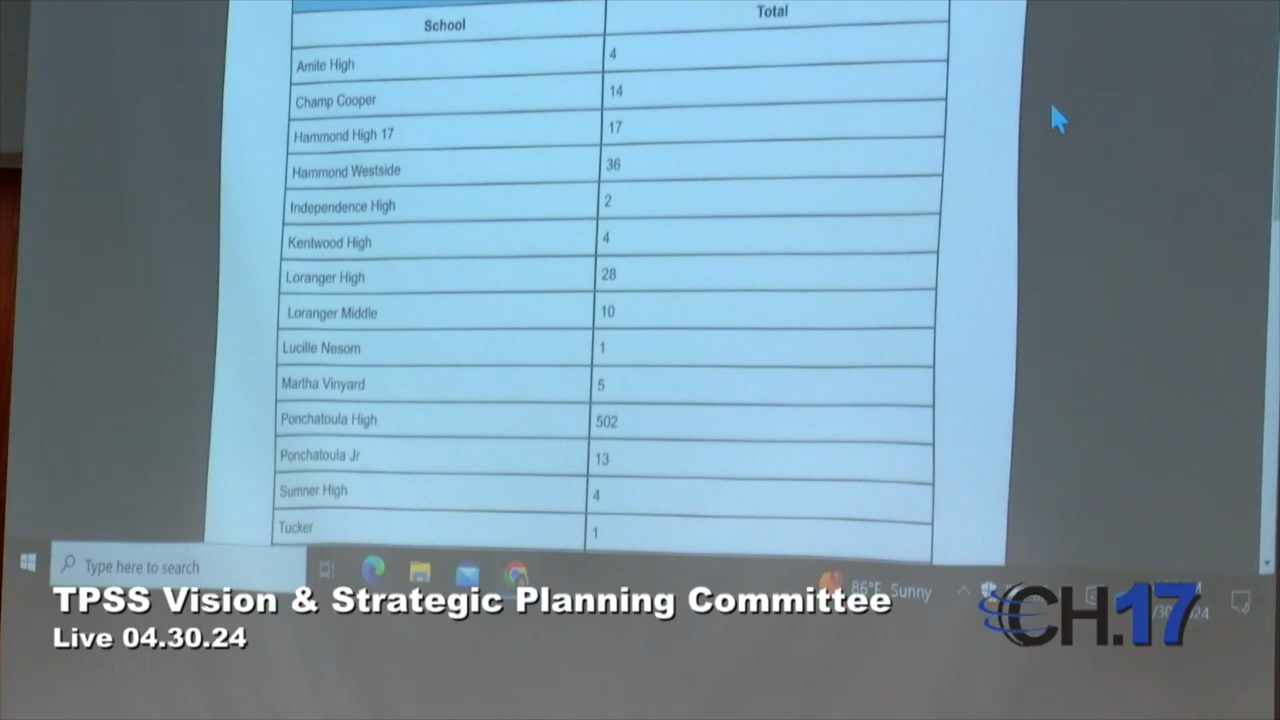 School Total
Amite High 4
Champ Cooper 14
Hammond High 17 17
Hammond Westside 36
Independence High 2
Kentwood High 4
Loranger High 28
Loranger Middle 10
Lucille Nesom 1
Martha Vinyard 5
Ponchatoula High 502
Ponchatoula Jr 13
Sumner High 4
Tucker 1
Type here to search
86°F Sunny
TPSS Vision & Strategic Planning Committee
Live 04.30.24
CH.17